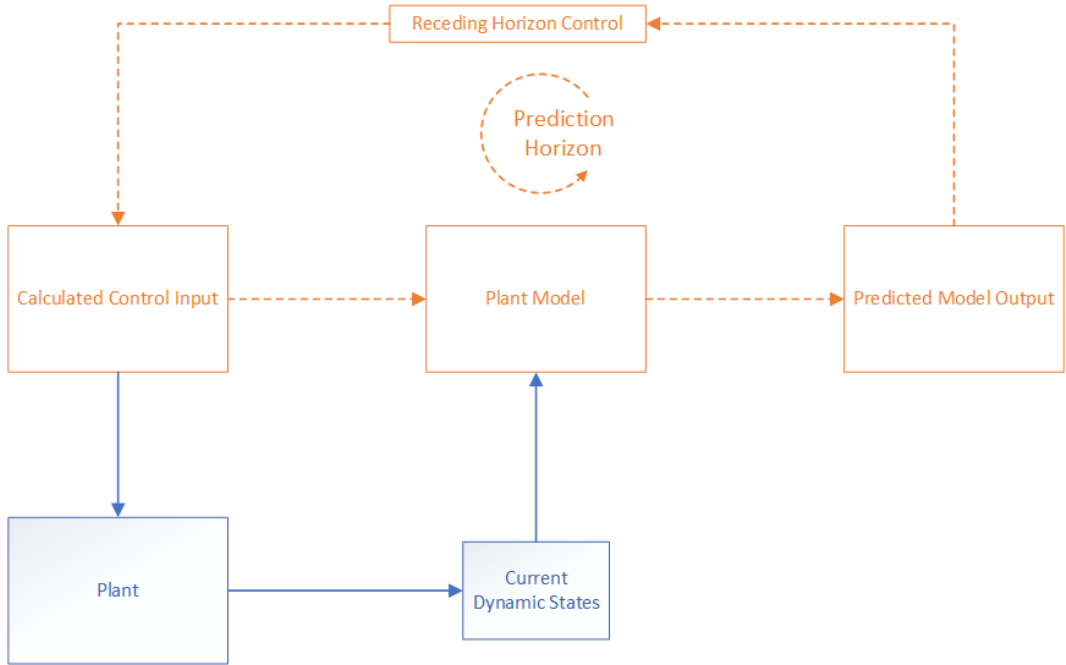 Receding Horizon Control
Prediction
Horizon
Calculated Control Input
Plant Model
Predicted Model Output
Plant
Current
Dynamic States